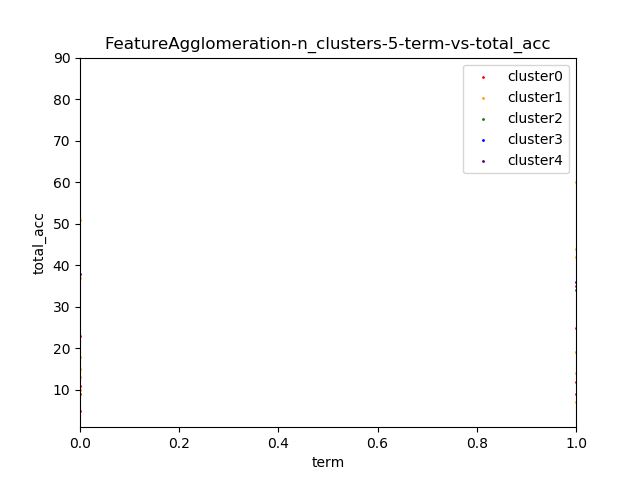 FeatureAgglomeration-n_clusters-5-term-vs-total_acc
cluster0
cluster1
cluster2
cluster3
cluster4
90
80
70
60
50
40
30
20
10
total_acc
0.0 0.2 0.4 0.6 0.8 1.0
term